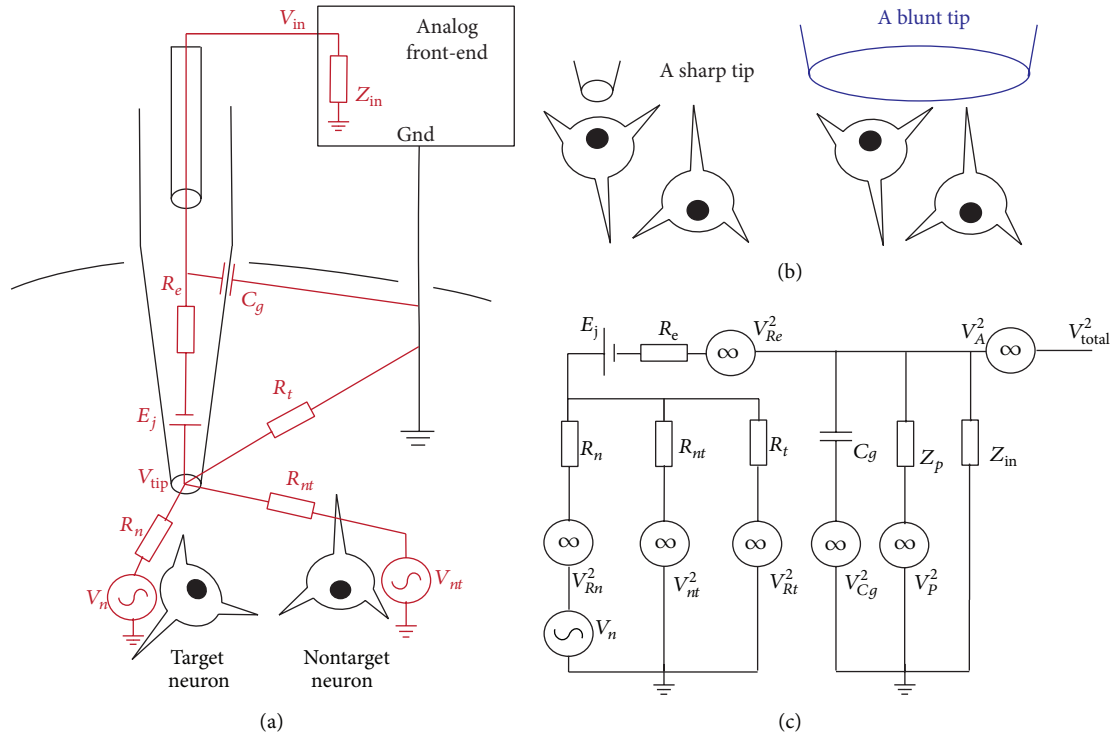 V_in
Analog
front-end
Z_in
Gnd
R_e
C_g
R_t
E_j
V_tip
R_nt
R_n
V_n
V_nt
Target
neuron
Nontarget
neuron
(a)
A blunt tip
A sharp tip
(b)
E_j
R_e
V²_Re
V²_A
V²_total
R_n
R_nt
R_t
C_g
Z_p
Z_in
∞
∞
∞
∞
∞
∞
∞
V²_Rn
V²_nt
V²_Rt
V²_Cg
V²_P
V_n
(c)